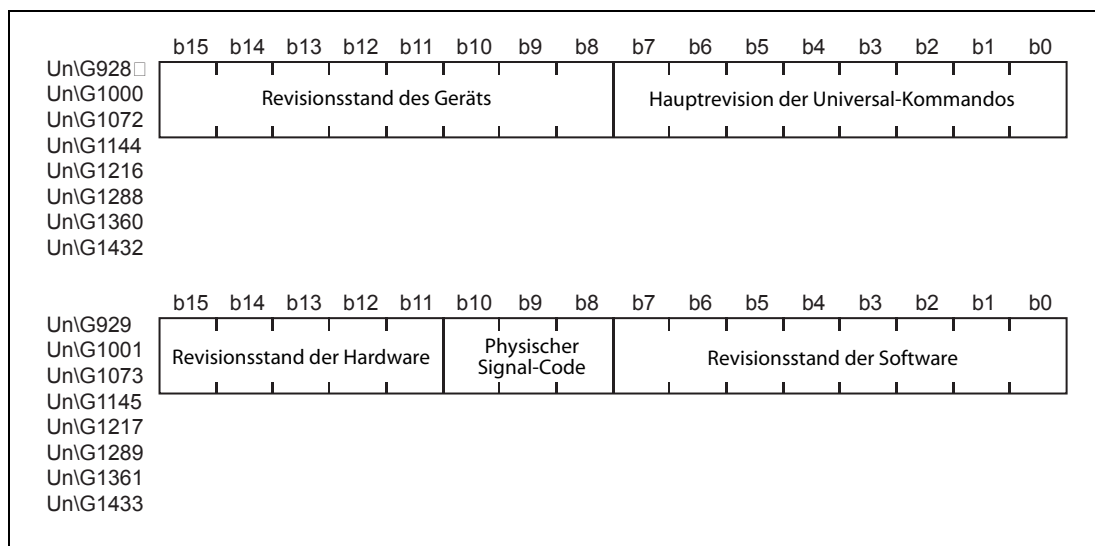 b15 b14 b13 b12 b11 b10 b9 b8 b7 b6 b5 b4 b3 b2 b1 b0
Un\G928□
Un\G1000
Un\G1072
Un\G1144
Un\G1216
Un\G1288
Un\G1360
Un\G1432
Revisionsstand des Geräts
Hauptrevision der Universal-Kommandos
b15 b14 b13 b12 b11 b10 b9 b8 b7 b6 b5 b4 b3 b2 b1 b0
Un\G929
Un\G1001
Un\G1073
Un\G1145
Un\G1217
Un\G1289
Un\G1361
Un\G1433
Revisionsstand der Hardware
Physischer
Signal-Code
Revisionsstand der Software